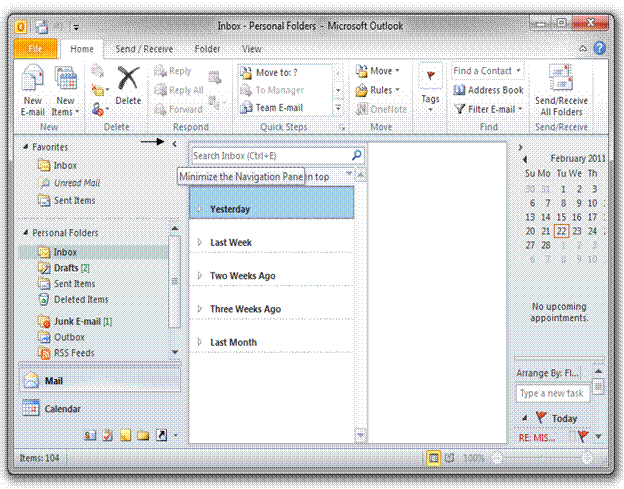 Inbox - Personal Folders - Microsoft Outlook
File Home Send / Receive Folder View
New E-mail
New Items
New
Delete
Delete
Reply
Reply All
Forward
Respond
Move to: ?
To Manager
Team E-mail
Quick Steps
Move
Rules
OneNote
Move
Tags
Find a Contact
Address Book
Filter E-mail
Find
Send/Receive
All Folders
Send/Receive
Favorites
Inbox
Unread Mail
Sent Items
Personal Folders
Inbox
Drafts [2]
Sent Items
Deleted Items
Junk E-mail [1]
Outbox
RSS Feeds
Mail
Calendar
Search Inbox (Ctrl+E)
Minimize the Navigation Pane
n top
Yesterday
Last Week
Two Weeks Ago
Three Weeks Ago
Last Month
February 2011
Su Mo Tu We Th
30 31 1 2 3
6 7 8 9 10
13 14 15 16 17
20 21 22 23 24
27 28 1 2 3
6 7 8 9 10
No upcoming
appointments.
Arrange By: Fl...
Type a new task
Today
RE: MIS...
Items: 104
100%